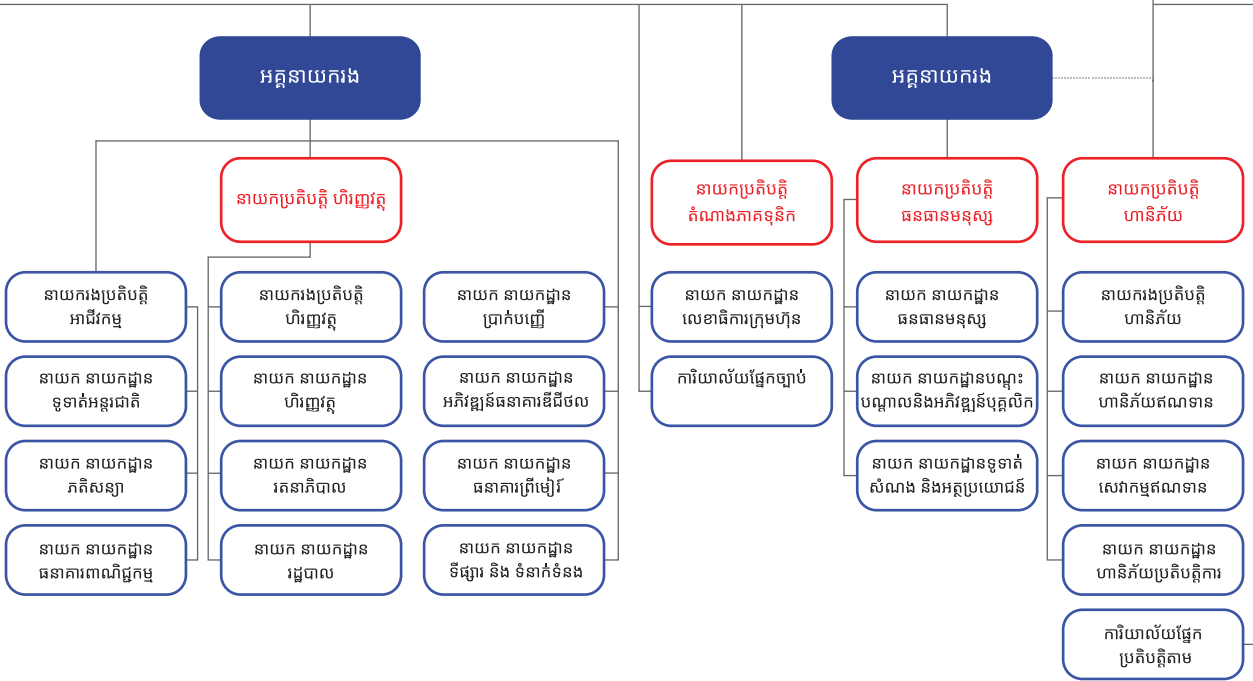 អគ្គនាយករង
អគ្គនាយករង
នាយកប្រតិបត្តិ ហិរញ្ញវត្ថុ
នាយកប្រតិបត្តិ
តំណាងភាគទុនិក
នាយកប្រតិបត្តិ
ធនធានមនុស្ស
នាយកប្រតិបត្តិ
ហានិភ័យ
នាយករងប្រតិបត្តិ
អាជីវកម្ម
នាយករងប្រតិបត្តិ
ហិរញ្ញវត្ថុ
នាយក នាយកដ្ឋាន
ប្រាក់បញ្ញើ
នាយក នាយកដ្ឋាន
លេខាធិការក្រុមហ៊ុន
នាយក នាយកដ្ឋាន
ធនធានមនុស្ស
នាយករងប្រតិបត្តិ
ហានិភ័យ
នាយក នាយកដ្ឋាន
ទូទាត់អន្តរជាតិ
នាយក នាយកដ្ឋាន
ហិរញ្ញវត្ថុ
នាយក នាយកដ្ឋាន
អភិវឌ្ឍន៍ធនាគារឌីជីថល
ការិយាល័យផ្នែកច្បាប់
នាយក នាយកដ្ឋានបណ្តុះ
បណ្តាលនិងអភិវឌ្ឍន៍បុគ្គលិក
នាយក នាយកដ្ឋាន
ហានិភ័យឥណទាន
នាយក នាយកដ្ឋាន
ភតិសន្យា
នាយក នាយកដ្ឋាន
រតនាភិបាល
នាយក នាយកដ្ឋាន
ធនាគារព្រីមៀរ៍
នាយក នាយកដ្ឋានទូទាត់
សំណង និងអត្ថប្រយោជន៍
នាយក នាយកដ្ឋាន
សេវាកម្មឥណទាន
នាយក នាយកដ្ឋាន
ធនាគារពាណិជ្ជកម្ម
នាយក នាយកដ្ឋាន
រដ្ឋបាល
នាយក នាយកដ្ឋាន
ទីផ្សារ និង ទំនាក់ទំនង
នាយក នាយកដ្ឋាន
ហានិភ័យប្រតិបត្តិការ
ការិយាល័យផ្នែក
ប្រតិបត្តិតាម